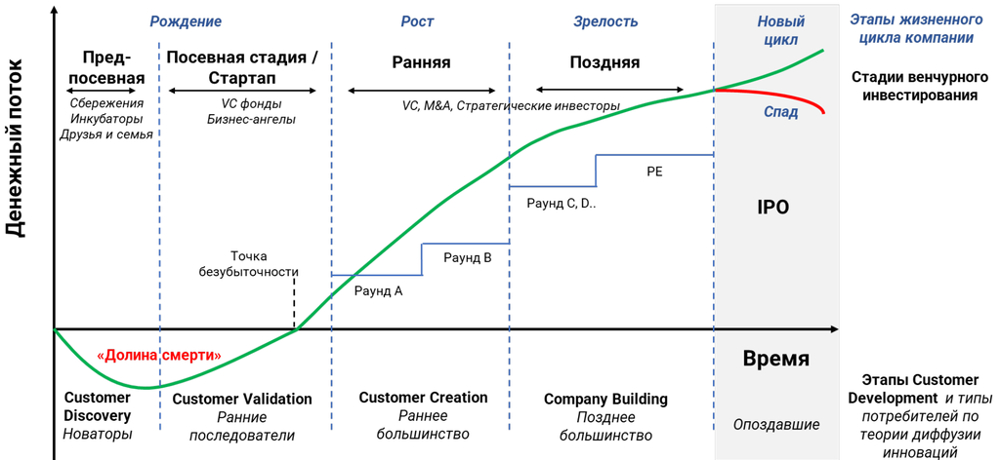 Рождение
Рост
Зрелость
Новый
цикл
Этапы жизненного
цикла компании
Пред-
посевная
Посевная стадия /
Стартап
Ранняя
Поздняя
Стадии венчурного
инвестирования
Сбережения
Инкубаторы
Друзья и семья
VC фонды
Бизнес-ангелы
VC, M&A, Стратегические инвесторы
Спад
Денежный поток
PE
Раунд C, D..
IPO
Точка
безубыточности
Раунд B
Раунд A
«Долина смерти»
Время
Customer
Discovery
Новаторы
Customer Validation
Ранние
последователи
Customer Creation
Раннее
большинство
Company Building
Позднее
большинство
Опоздавшие
Этапы Customer
Development и типы
потребителей по
теории диффузии
инноваций